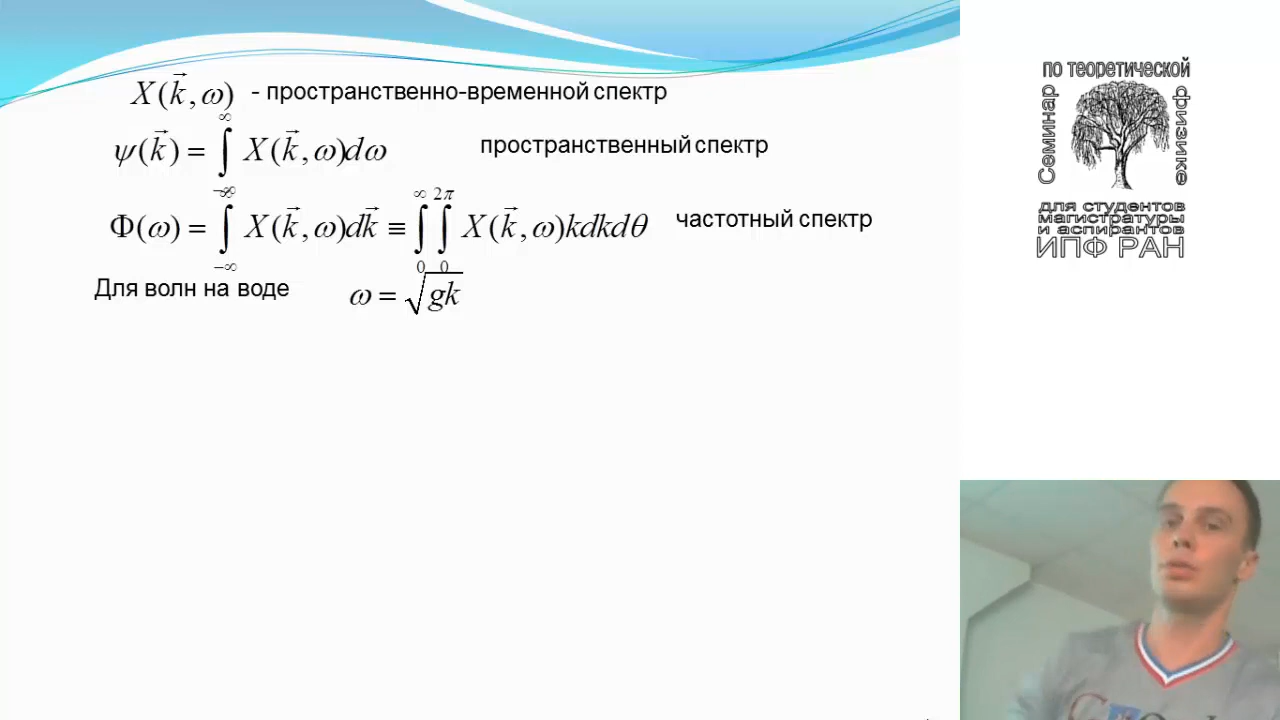 X(k⃗,ω) - пространственно-временной спектр
ψ(k⃗) = ∫_{-∞}^{∞} X(k⃗,ω)dω пространственный спектр
Φ(ω) = ∫_{-∞}^{∞} X(k⃗,ω)dk⃗ ≡ ∫_0^∞ ∫_0^{2π} X(k⃗,ω)kdkdθ частотный спектр
Для волн на воде ω = √gk
по теоретической
Семинар
физике
для студентов
магистратуры
и аспирантов
ИПФ РАН